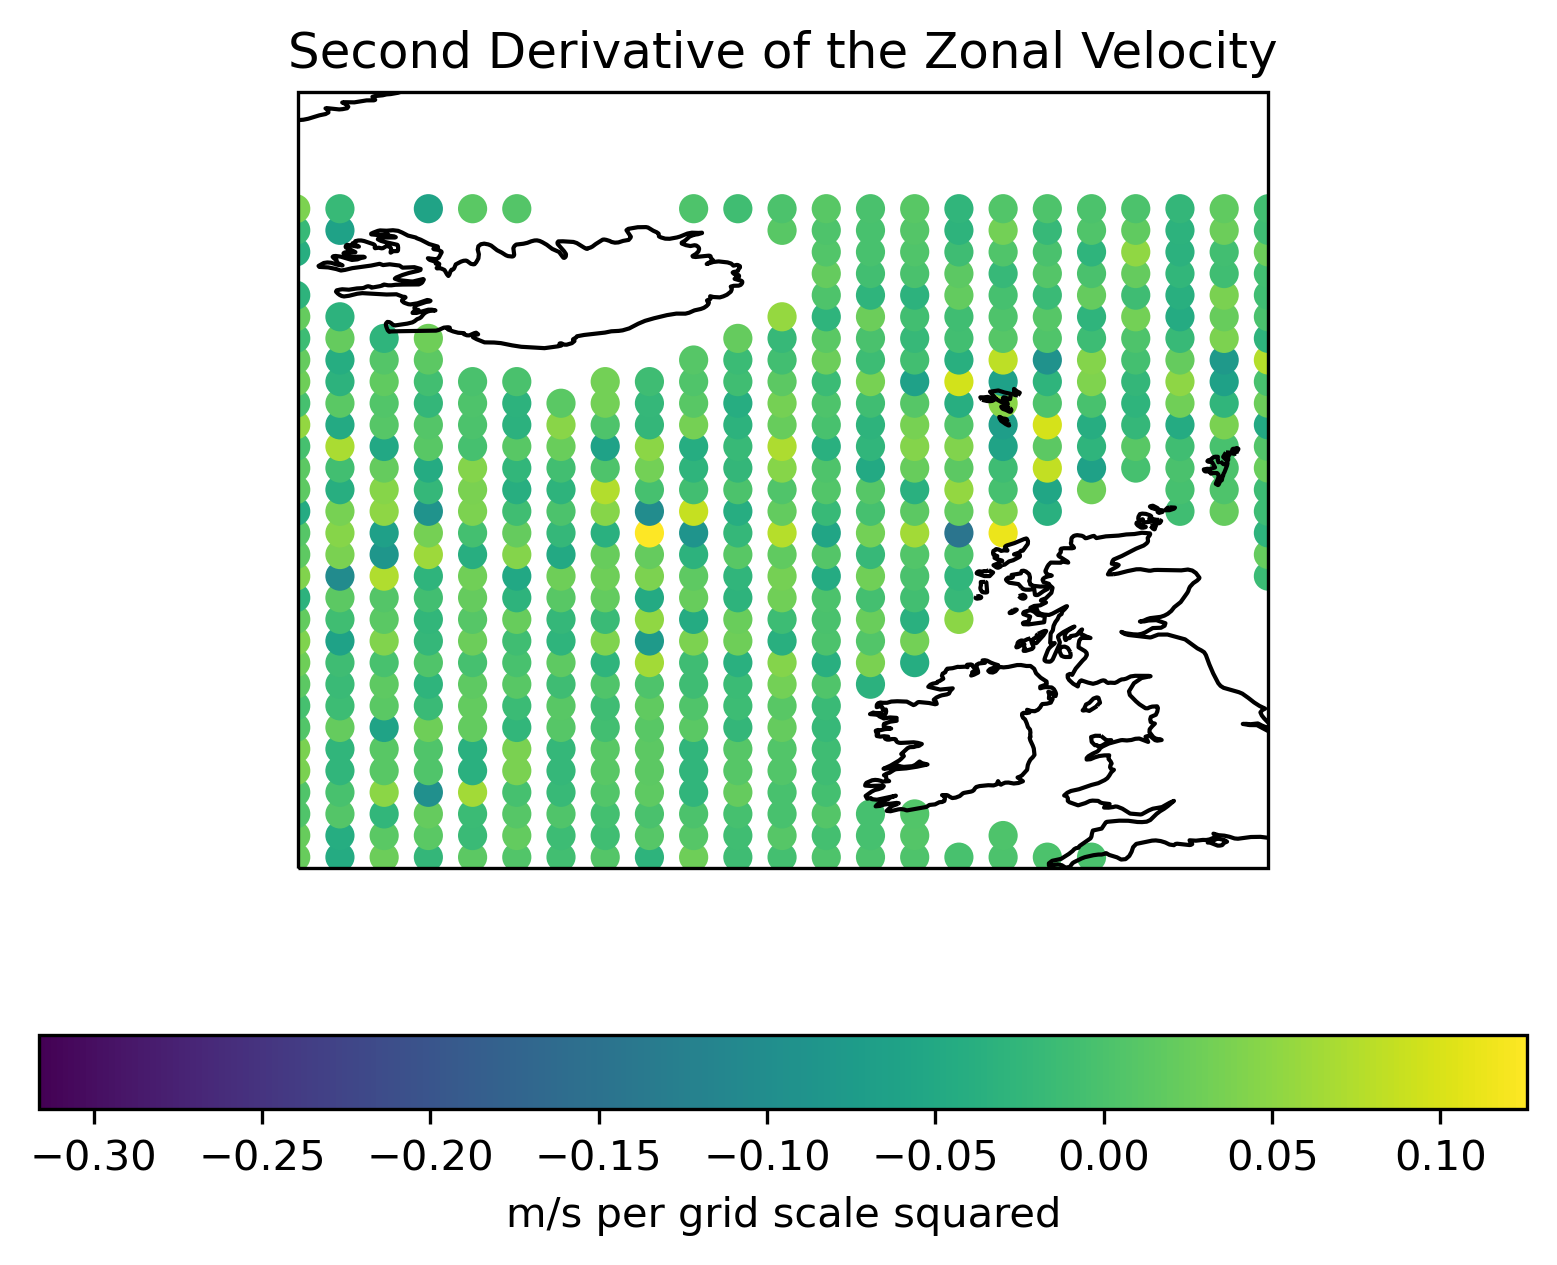 Second Derivative of the Zonal Velocity
−0.30 −0.25 −0.20 −0.15 −0.10 −0.05 0.00 0.05 0.10
m/s per grid scale squared